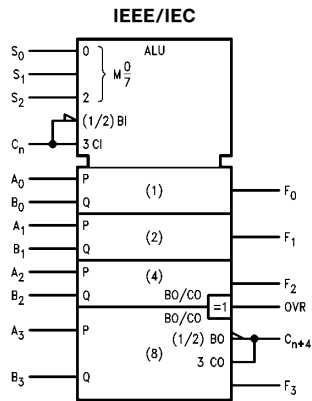 IEEE/IEC
ALU
S0 0
S1 M 0/7
S2 2
(1/2) BI
Cn 3 CI
A0 P
B0 Q (1) F0
A1 P
B1 Q (2) F1
A2 P (4) F2
B2 Q BO/CO
=1 OVR
BO/CO
A3 P
(1/2) BO Cn+4
(8) 3 CO
B3 Q F3